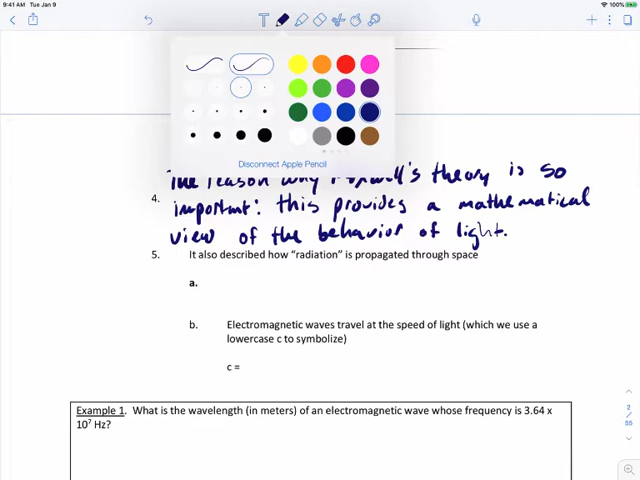 9:41 AM Tue Jan 9
100%
T
Disconnect Apple Pencil
The reason why Maxwell's theory is so
4. important: this provides a mathematical
view of the behavior of light.
5. It also described how "radiation" is propagated through space
a.
b. Electromagnetic waves travel at the speed of light (which we use a
lowercase c to symbolize)
c =
Example 1. What is the wavelength (in meters) of an electromagnetic wave whose frequency is 3.64 x
10⁷ Hz?
2
/
55